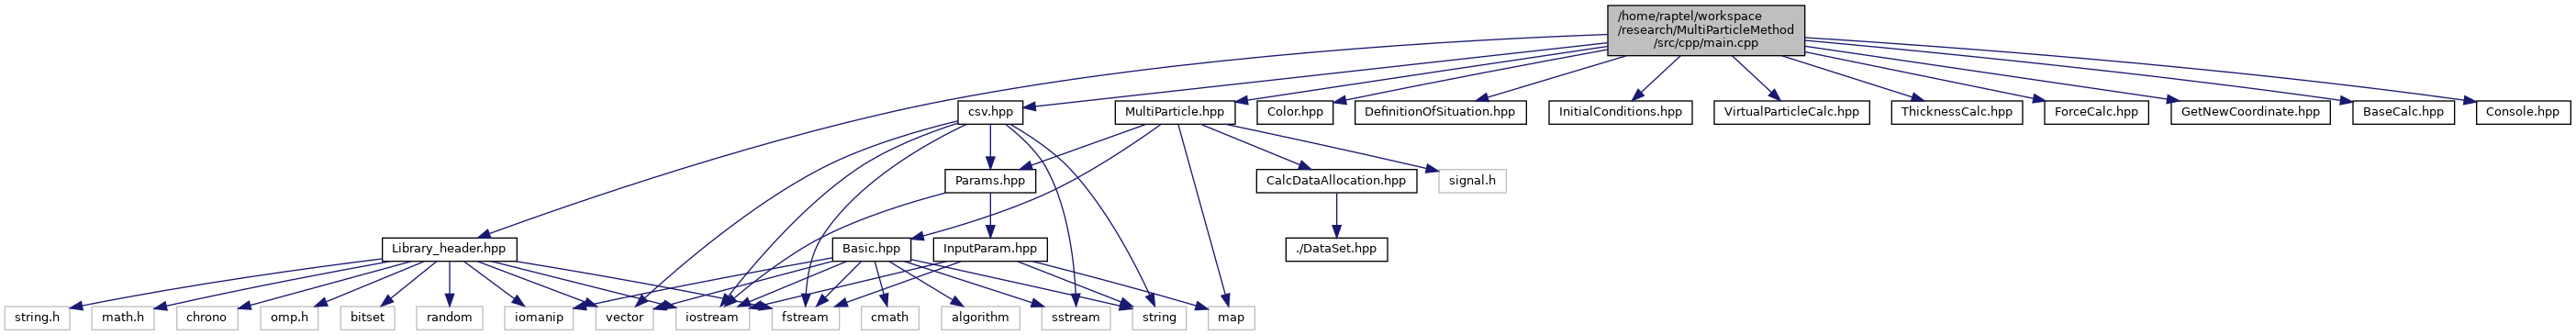 /home/raptel/workspace
/research/MultiParticleMethod
/src/cpp/main.cpp
csv.hpp
MultiParticle.hpp
Color.hpp
DefinitionOfSituation.hpp
InitialConditions.hpp
VirtualParticleCalc.hpp
ThicknessCalc.hpp
ForceCalc.hpp
GetNewCoordinate.hpp
BaseCalc.hpp
Console.hpp
Params.hpp
CalcDataAllocation.hpp
signal.h
Library_header.hpp
Basic.hpp
InputParam.hpp
./DataSet.hpp
string.h
math.h
chrono
omp.h
bitset
random
iomanip
vector
iostream
fstream
cmath
algorithm
sstream
string
map